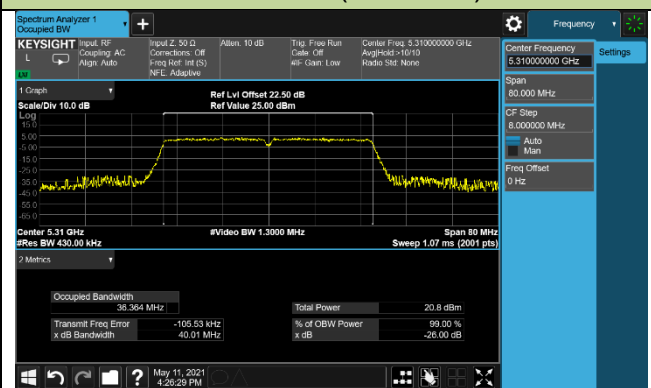 Spectrum Analyzer 1
Occupied BW
Frequency
KEYSIGHT
L
LM
Input: RF
Coupling: AC
Align: Auto
Input Z: 50 Ω
Corrections: Off
Freq Ref: Int (S)
NFE: Adaptive
Atten: 10 dB
Trig: Free Run
Gate: Off
#IF Gain: Low
Center Freq: 5.310000000 GHz
Avg|Hold:>10/10
Radio Std: None
Center Frequency
5.310000000 GHz
Settings
Span
80.000 MHz
CF Step
8.000000 MHz
Auto
Man
Freq Offset
0 Hz
1 Graph
Scale/Div 10.0 dB
Ref Lvl Offset 22.50 dB
Ref Value 25.00 dBm
Log
15.0
5.00
-5.00
-15.0
-25.0
-35.0
-45.0
-55.0
-65.0
Center 5.31 GHz
#Video BW 1.3000 MHz
Span 80 MHz
#Res BW 430.00 kHz
Sweep 1.07 ms (2001 pts)
2 Metrics
Occupied Bandwidth
36.364 MHz
Total Power 20.8 dBm
Transmit Freq Error -105.53 kHz
% of OBW Power 99.00 %
x dB Bandwidth 40.01 MHz
x dB -26.00 dB
?
May 11, 2021
4:26:29 PM